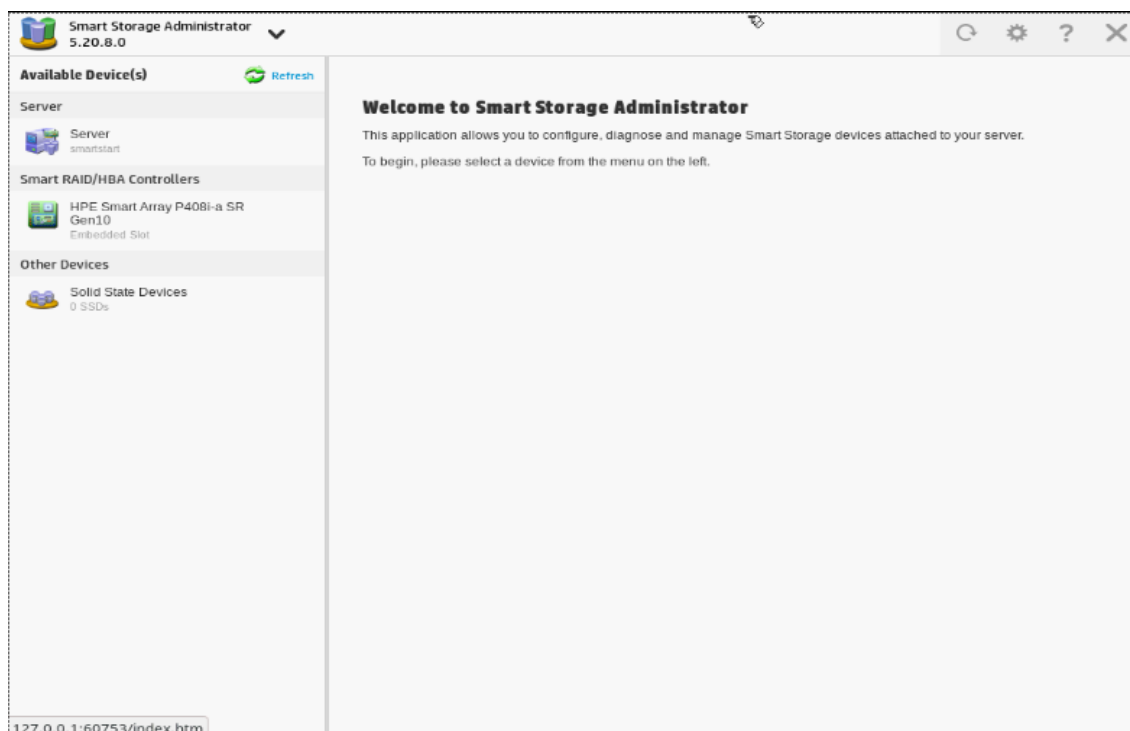 Smart Storage Administrator
5.20.8.0
?
Available Device(s)
Refresh
Server
Server
smartstart
Smart RAID/HBA Controllers
HPE Smart Array P408i-a SR
Gen10
Embedded Slot
Other Devices
Solid State Devices
0 SSDs
Welcome to Smart Storage Administrator
This application allows you to configure, diagnose and manage Smart Storage devices attached to your server.
To begin, please select a device from the menu on the left.
127.0.0.1:60753/index.htm